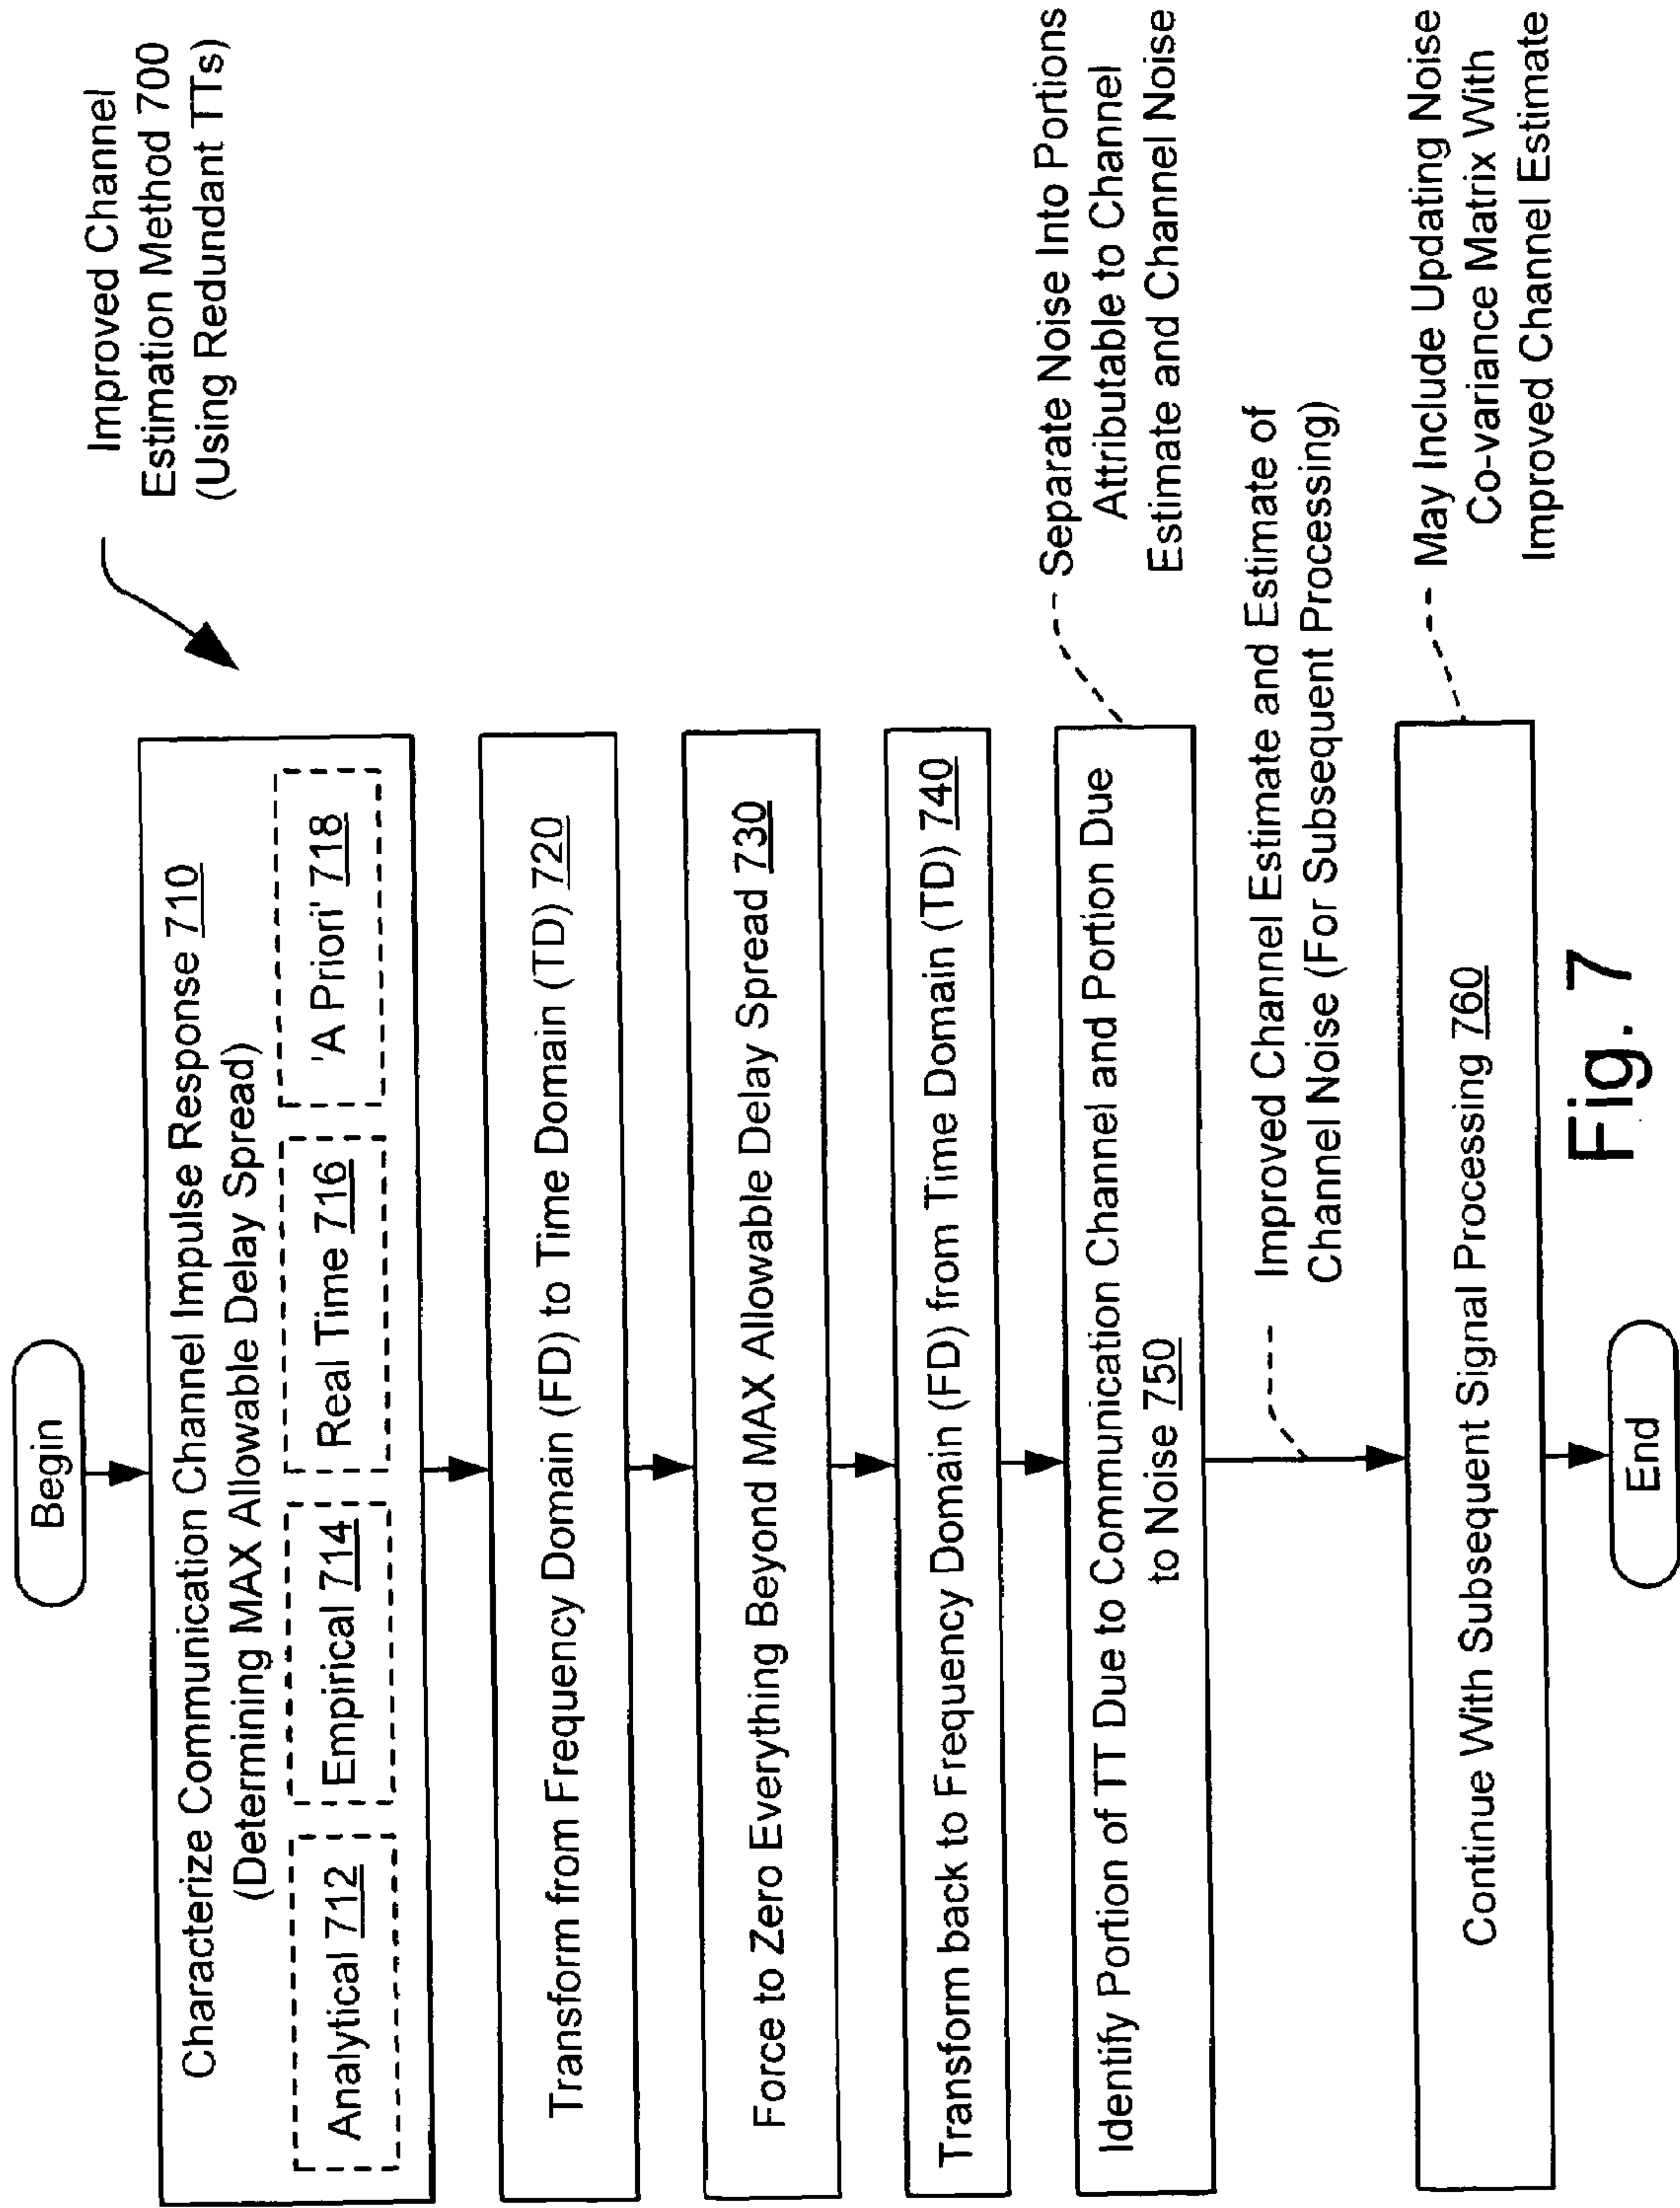 Improved Channel
Estimation Method 700
(Using Redundant TTs)
Begin
Characterize Communication Channel Impulse Response 710
(Determining MAX Allowable Delay Spread)
Analytical 712
Empirical 714
Real Time 716
'A Priori' 718
Transform from Frequency Domain (FD) to Time Domain (TD) 720
Force to Zero Everything Beyond MAX Allowable Delay Spread 730
Transform back to Frequency Domain (FD) from Time Domain (TD) 740
Identify Portion of TT Due to Communication Channel and Portion Due
to Noise 750
Separate Noise Into Portions
Attributable to Channel
Estimate and Channel Noise
Improved Channel Estimate and Estimate of
Channel Noise (For Subsequent Processing)
Continue With Subsequent Signal Processing 760
May Include Updating Noise
Co-variance Matrix With
Improved Channel Estimate
End
Fig. 7